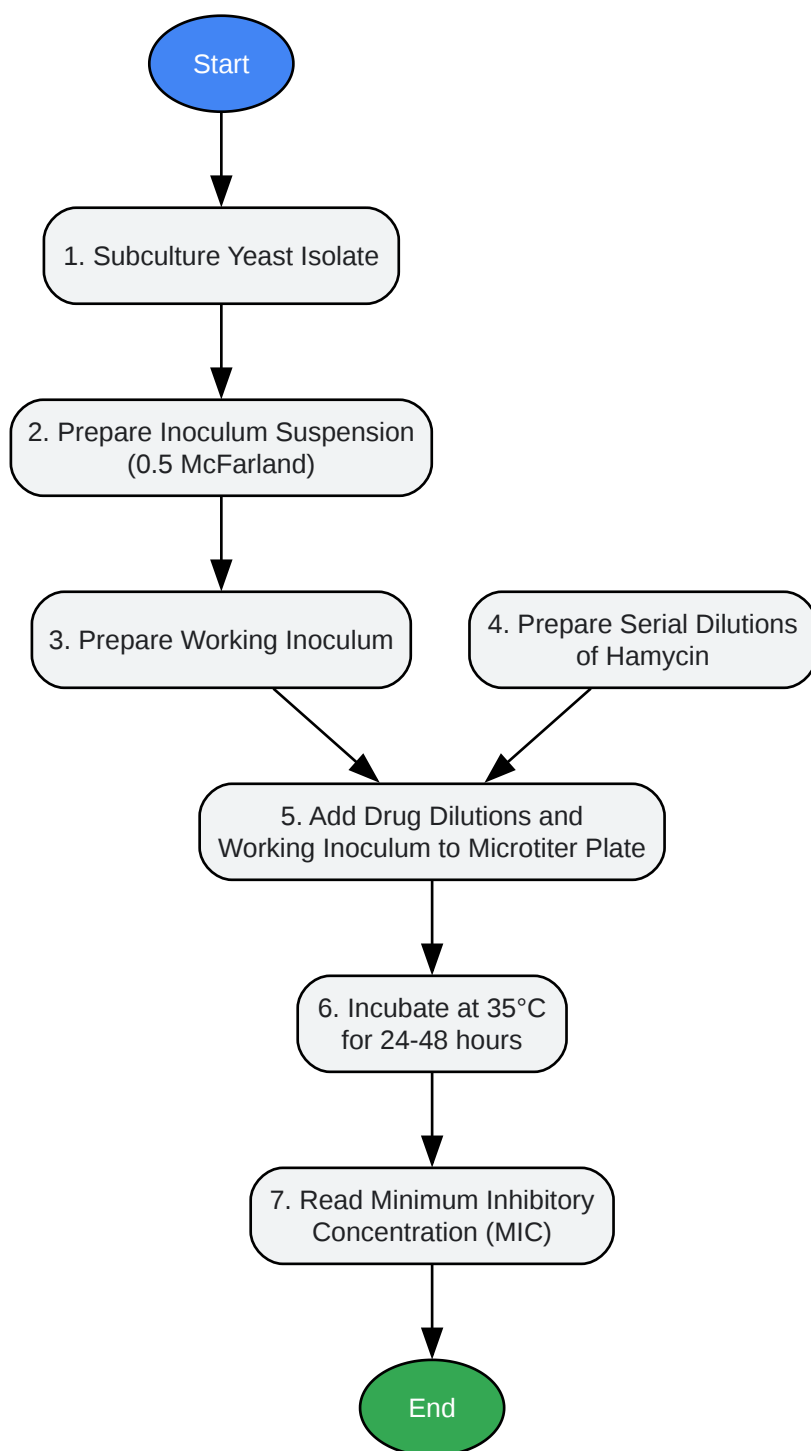 Start
1. Subculture Yeast Isolate
2. Prepare Inoculum Suspension
(0.5 McFarland)
3. Prepare Working Inoculum
4. Prepare Serial Dilutions
of Hamycin
5. Add Drug Dilutions and
Working Inoculum to Microtiter Plate
6. Incubate at 35°C
for 24-48 hours
7. Read Minimum Inhibitory
Concentration (MIC)
End